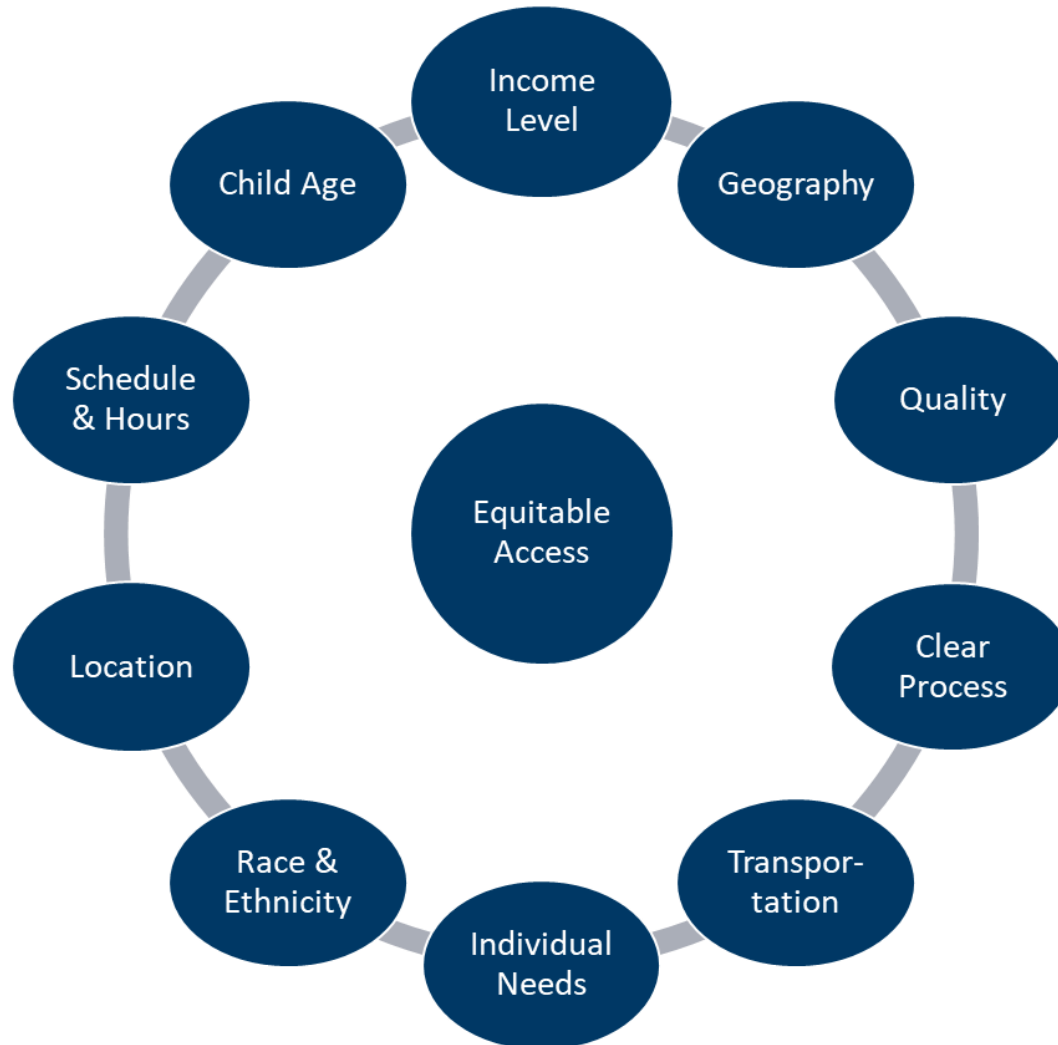 Income
Level
Geography
Quality
Clear
Process
Transpor-
tation
Individual
Needs
Race &
Ethnicity
Location
Schedule
& Hours
Child Age
Equitable
Access